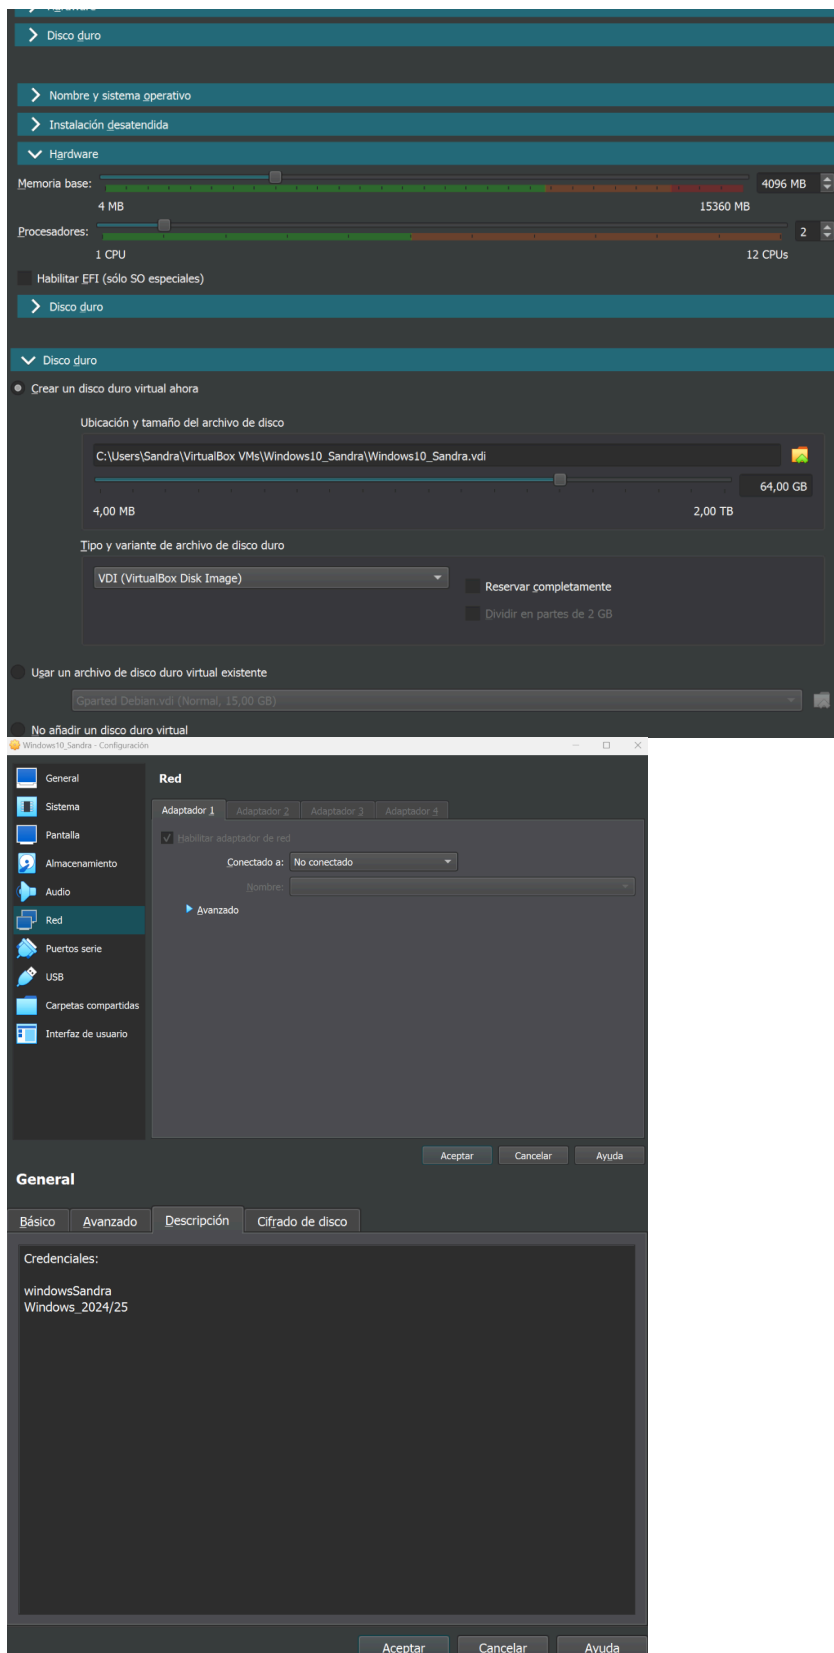 Hardware
Disco duro
Nombre y sistema operativo
Instalación desatendida
Hardware
Memoria base: 4096 MB
4 MB 15360 MB
Procesadores: 2
1 CPU 12 CPUs
Habilitar EFI (sólo SO especiales)
Disco duro
Disco duro
Crear un disco duro virtual ahora
Ubicación y tamaño del archivo de disco
C:\Users\Sandra\VirtualBox VMs\Windows10_Sandra\Windows10_Sandra.vdi
64,00 GB
4,00 MB 2,00 TB
Tipo y variante de archivo de disco duro
VDI (VirtualBox Disk Image)
Reservar completamente
Dividir en partes de 2 GB
Usar un archivo de disco duro virtual existente
Gparted Debian.vdi (Normal, 15,00 GB)
No añadir un disco duro virtual
Windows10_Sandra - Configuración
General
Sistema
Pantalla
Almacenamiento
Audio
Red
Puertos serie
USB
Carpetas compartidas
Interfaz de usuario
Red
Adaptador 1 Adaptador 2 Adaptador 3 Adaptador 4
Habilitar adaptador de red
Conectado a: No conectado
Nombre:
Avanzado
Aceptar Cancelar Ayuda
General
Básico Avanzado Descripción Cifrado de disco
Credenciales:
windowsSandra
Windows_2024/25
Aceptar Cancelar Ayuda